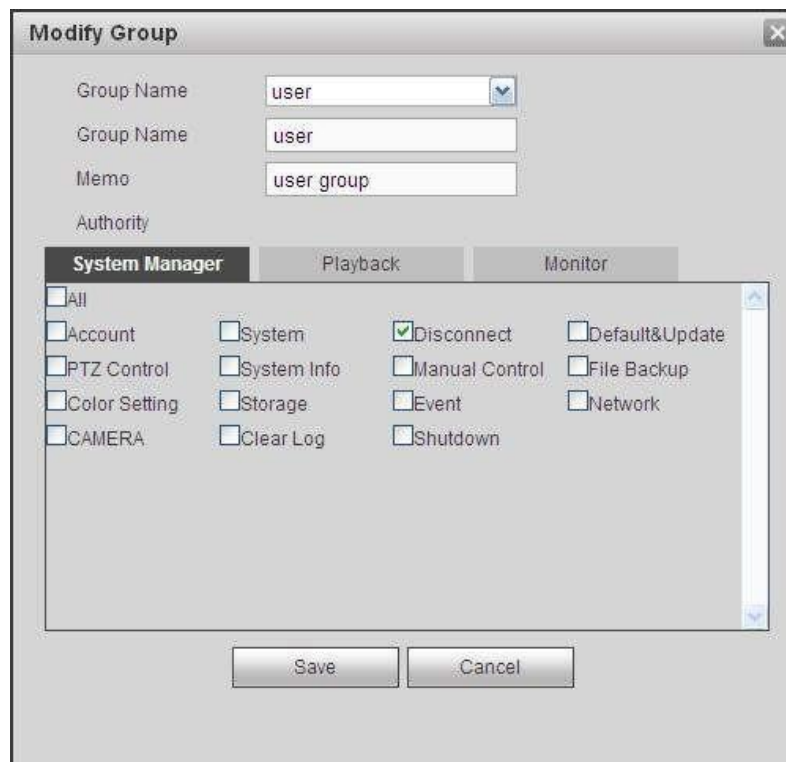 Modify Group
Group Name user
Group Name user
Memo user group
Authority
System Manager Playback Monitor
All
Account System Disconnect Default&Update
PTZ Control System Info Manual Control File Backup
Color Setting Storage Event Network
CAMERA Clear Log Shutdown
Save Cancel